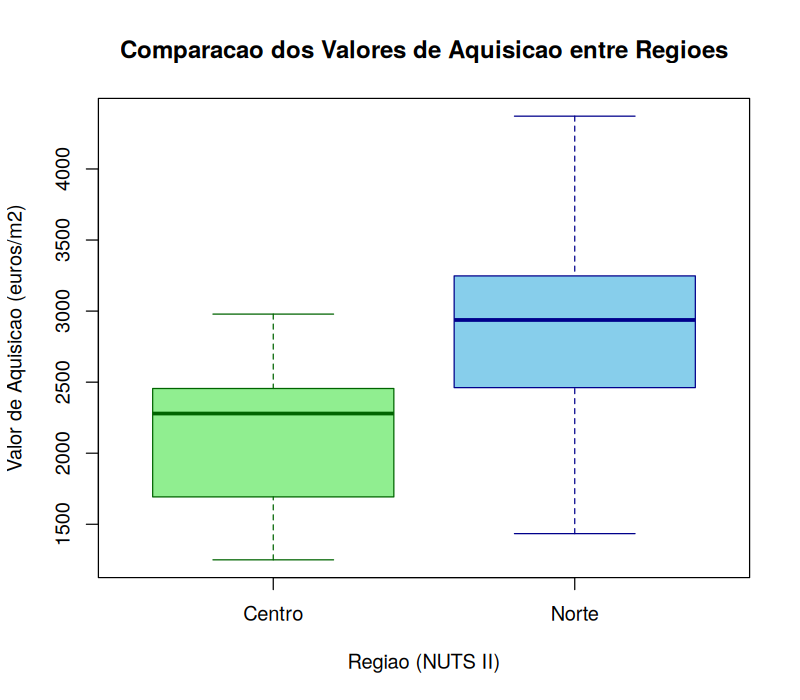 Comparacao dos Valores de Aquisicao entre Regioes
Valor de Aquisicao (euros/m2)
4000
3500
3000
2500
2000
1500
Centro
Norte
Regiao (NUTS II)